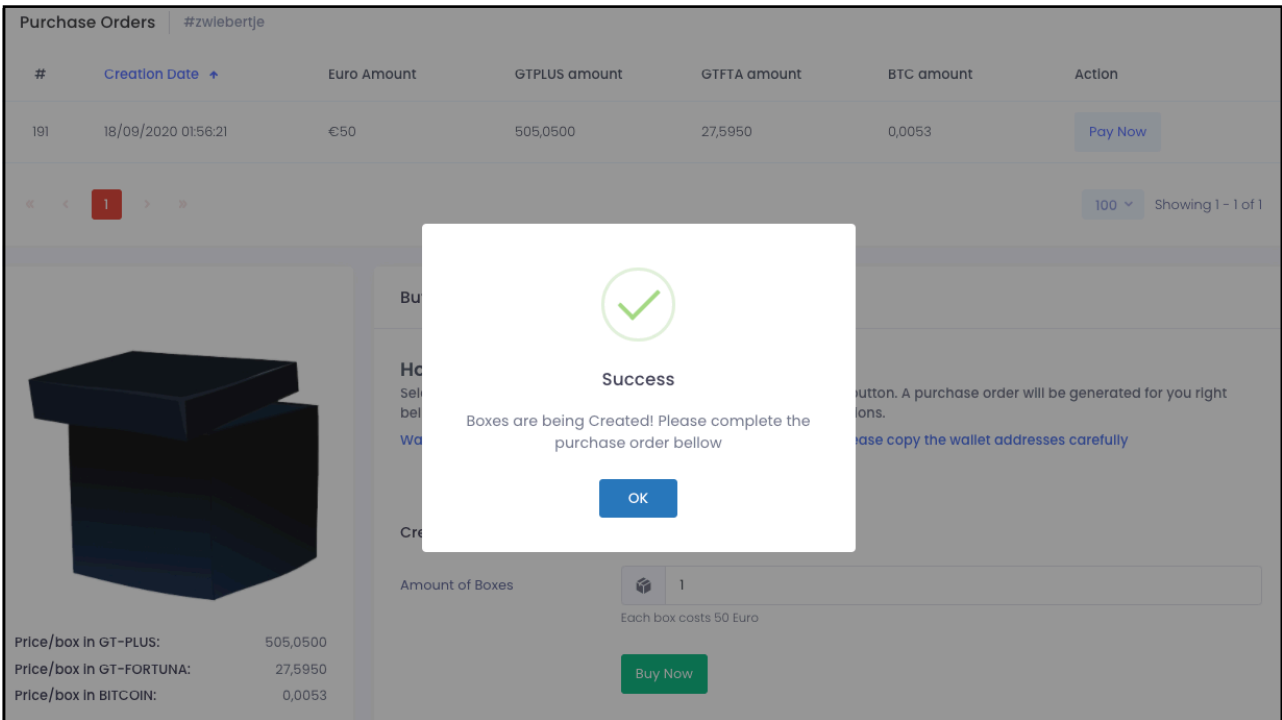 Purchase Orders #zwiebertje
# Creation Date ↑ Euro Amount GTPLUS amount GTFTA amount BTC amount Action
191 18/09/2020 01:56:21 €50 505,0500 27,5950 0,0053 Pay Now
« < 1 > » 100 Showing 1 - 1 of 1
Success
Boxes are being Created! Please complete the
purchase order bellow
OK
utton. A purchase order will be generated for you right
ease copy the wallet addresses carefully
Amount of Boxes 1
Each box costs 50 Euro
Buy Now
Price/box in GT-PLUS: 505,0500
Price/box in GT-FORTUNA: 27,5950
Price/box in BITCOIN: 0,0053